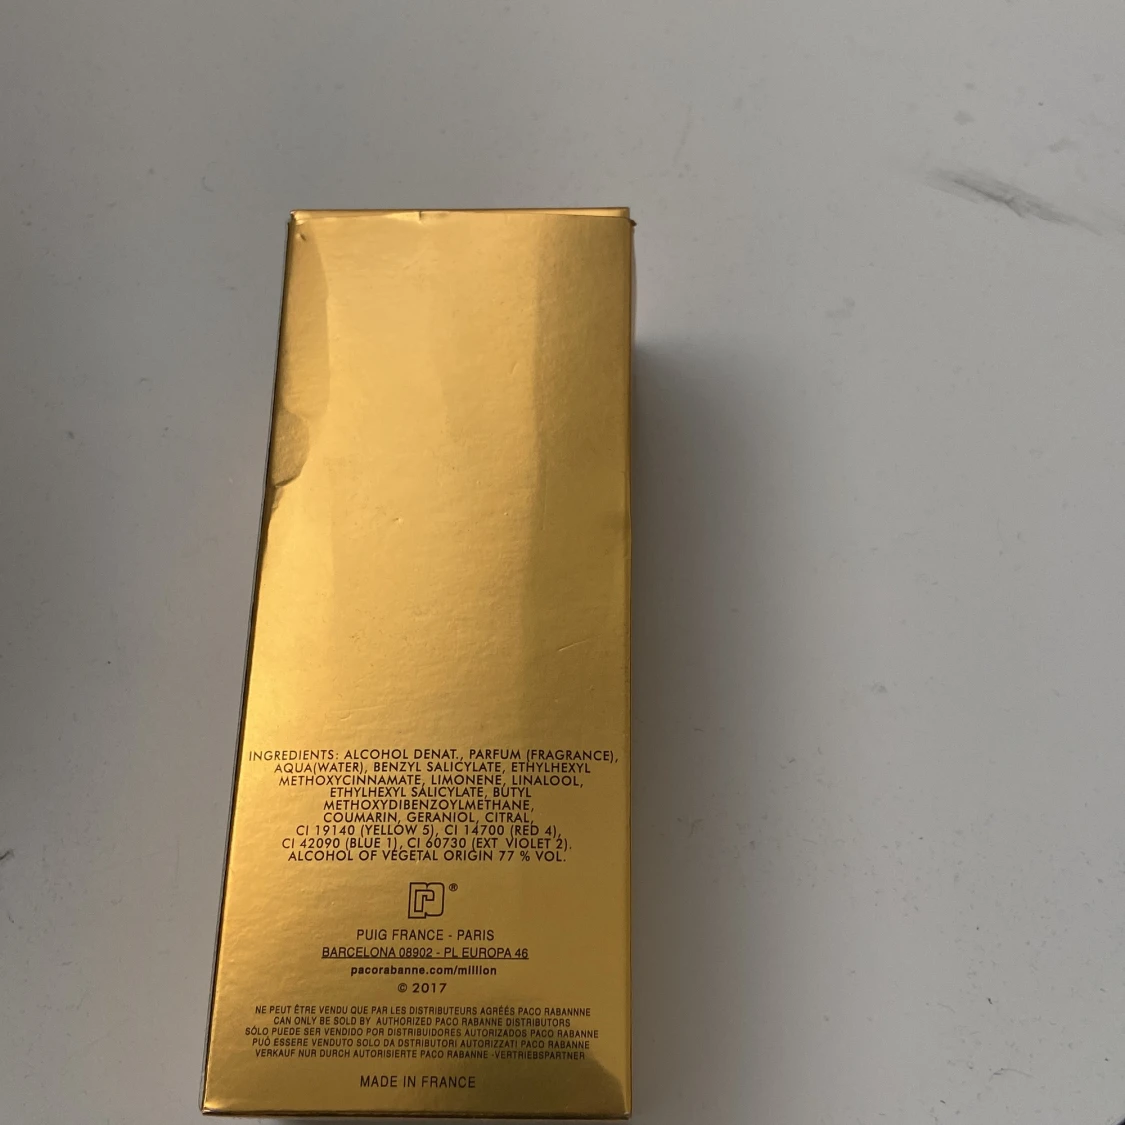 INGREDIENTS: ALCOHOL DENAT., PARFUM (FRAGRANCE),
AQUA(WATER), BENZYL SALICYLATE, ETHYLHEXYL
METHOXYCINNAMATE, LIMONENE, LINALOOL,
ETHYLHEXYL SALICYLATE, BUTYL
METHOXYDIBENZOYLMETHANE,
COUMARIN, GERANIOL, CITRAL,
CI 19140 (YELLOW 5), CI 14700 (RED 4),
CI 42090 (BLUE 1), CI 60730 (EXT VIOLET 2).
ALCOHOL OF VEGETAL ORIGIN 77 % VOL.
®
PUIG FRANCE - PARIS
BARCELONA 08902 - PL EUROPA 46
pacorabanne.com/million
© 2017
NE PEUT ÊTRE VENDU QUE PAR LES DISTRIBUTEURS AGRÉÉS PACO RABANNNE
CAN ONLY BE SOLD BY AUTHORIZED PACO RABANNE DISTRIBUTORS
SÓLO PUEDE SER VENDIDO POR DISTRIBUIDORES AUTORIZADOS PACO RABANNE
PUÓ ESSERE VENDUTO SOLO DA DSTRIBUTORI AUTORIZZATI PACO RABANNE
VERKAUF NUR DURCH AUTORISIERTE PACO RABANNE -VERTRIEBSPARTNER
MADE IN FRANCE